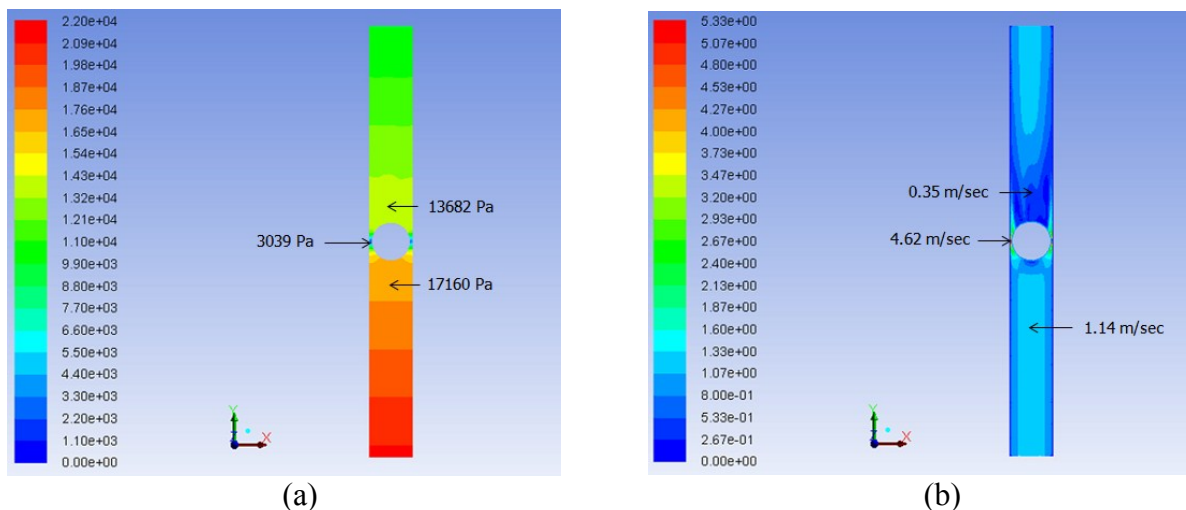 2.20e+04
2.09e+04
1.98e+04
1.87e+04
1.76e+04
1.65e+04
1.54e+04
1.43e+04
1.32e+04
1.21e+04
1.10e+04
9.90e+03
8.80e+03
7.70e+03
6.60e+03
5.50e+03
4.40e+03
3.30e+03
2.20e+03
1.10e+03
0.00e+00
13682 Pa
3039 Pa
17160 Pa
Y
Z
X
(a)
5.33e+00
5.07e+00
4.80e+00
4.53e+00
4.27e+00
4.00e+00
3.73e+00
3.47e+00
3.20e+00
2.93e+00
2.67e+00
2.40e+00
2.13e+00
1.87e+00
1.60e+00
1.33e+00
1.07e+00
8.00e-01
5.33e-01
2.67e-01
0.00e+00
0.35 m/sec
4.62 m/sec
1.14 m/sec
Y
Z
X
(b)